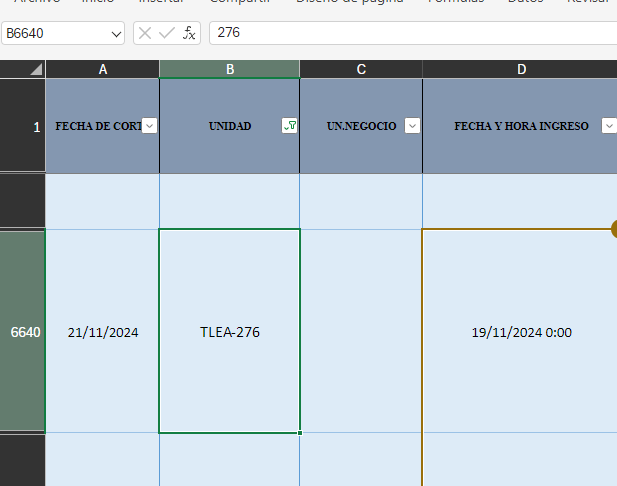 Archivo Inicio Insertar Compartir Diseño de página Fórmulas Datos Revisar
B6640 fx 276
A B C D
1 FECHA DE CORT UNIDAD UN.NEGOCIO FECHA Y HORA INGRESO
6640 21/11/2024 TLEA-276 19/11/2024 0:00